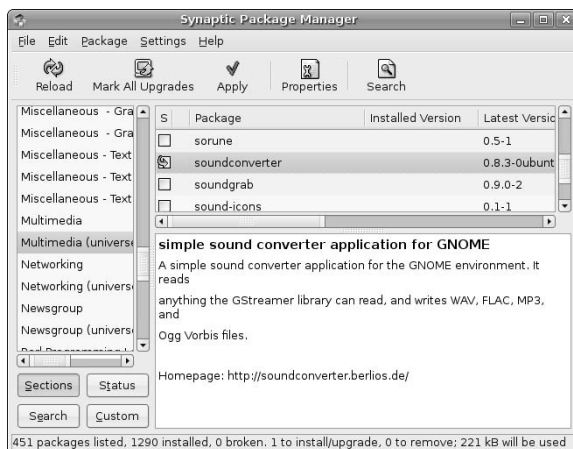 Synaptic Package Manager
File Edit Package Settings Help
Reload Mark All Upgrades Apply Properties Search
Miscellaneous - Gra
Miscellaneous - Gra
Miscellaneous - Text
Miscellaneous - Text
Miscellaneous - Text
Multimedia
Multimedia (universe
Networking
Networking (universe
Newsgroup
Newsgroup (universe
Sections Status
Search Custom
S Package Installed Version Latest Versio
sorune 0.5-1
soundconverter 0.8.3-0ubunt
soundgrab 0.9.0-2
sound-icons 0.1-1
simple sound converter application for GNOME
A simple sound converter application for the GNOME environment. It
reads
anything the GStreamer library can read, and writes WAV, FLAC, MP3,
and
Ogg Vorbis files.
Homepage: http://soundconverter.berlios.de/
451 packages listed, 1290 installed, 0 broken. 1 to install/upgrade, 0 to remove; 221 kB will be used